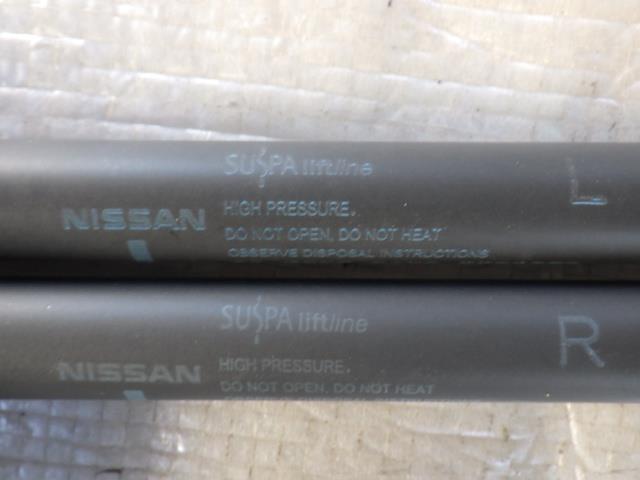 SUSPA liftline
L
NISSAN
HIGH PRESSURE.
DO NOT OPEN, DO NOT HEAT
OBSERVE DISPOSAL INSTRUCTIONS
SUSPA liftline
R
NISSAN
HIGH PRESSURE.
DO NOT OPEN, DO NOT HEAT